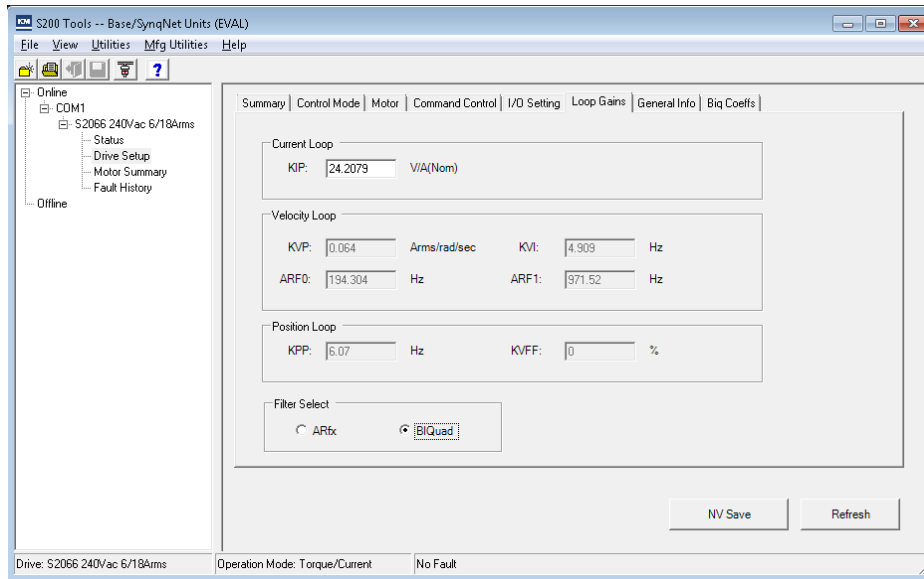 KM S200 Tools -- Base/SynqNet Units (EVAL)
File View Utilities Mfg Utilities Help
?
Online
COM1
S2066 240Vac 6/18Arms
Status
Drive Setup
Motor Summary
Fault History
Offline
Summary Control Mode Motor Command Control I/O Setting Loop Gains General Info Biq Coeffs
Current Loop
KIP: 24.2079 V/A(Nom)
Velocity Loop
KVP: 0.064 Arms/rad/sec KVI: 4.909 Hz
ARF0: 194.304 Hz ARF1: 971.52 Hz
Position Loop
KPP: 6.07 Hz KVFF: 0 %
Filter Select
ARfx BIQuad
NV Save Refresh
Drive: S2066 240Vac 6/18Arms Operation Mode: Torque/Current No Fault